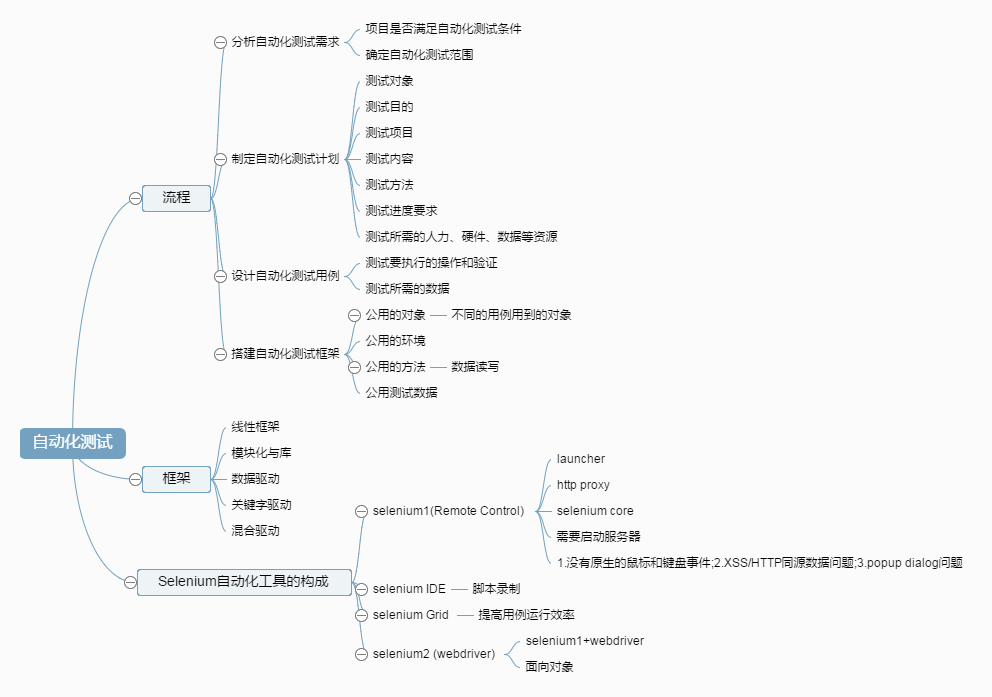 自动化测试
流程
分析自动化测试需求
项目是否满足自动化测试条件
确定自动化测试范围
制定自动化测试计划
测试对象
测试目的
测试项目
测试内容
测试方法
测试进度要求
测试所需的人力、硬件、数据等资源
设计自动化测试用例
测试要执行的操作和验证
测试所需的数据
搭建自动化测试框架
公用的对象
不同的用例用到的对象
公用的环境
公用的方法
数据读写
公用测试数据
框架
线性框架
模块化与库
数据驱动
关键字驱动
混合驱动
Selenium自动化工具的构成
selenium1(Remote Control)
launcher
http proxy
selenium core
需要启动服务器
1.没有原生的鼠标和键盘事件;2.XSS/HTTP同源数据问题;3.popup dialog问题
selenium IDE
脚本录制
selenium Grid
提高用例运行效率
selenium2 (webdriver)
selenium1+webdriver
面向对象